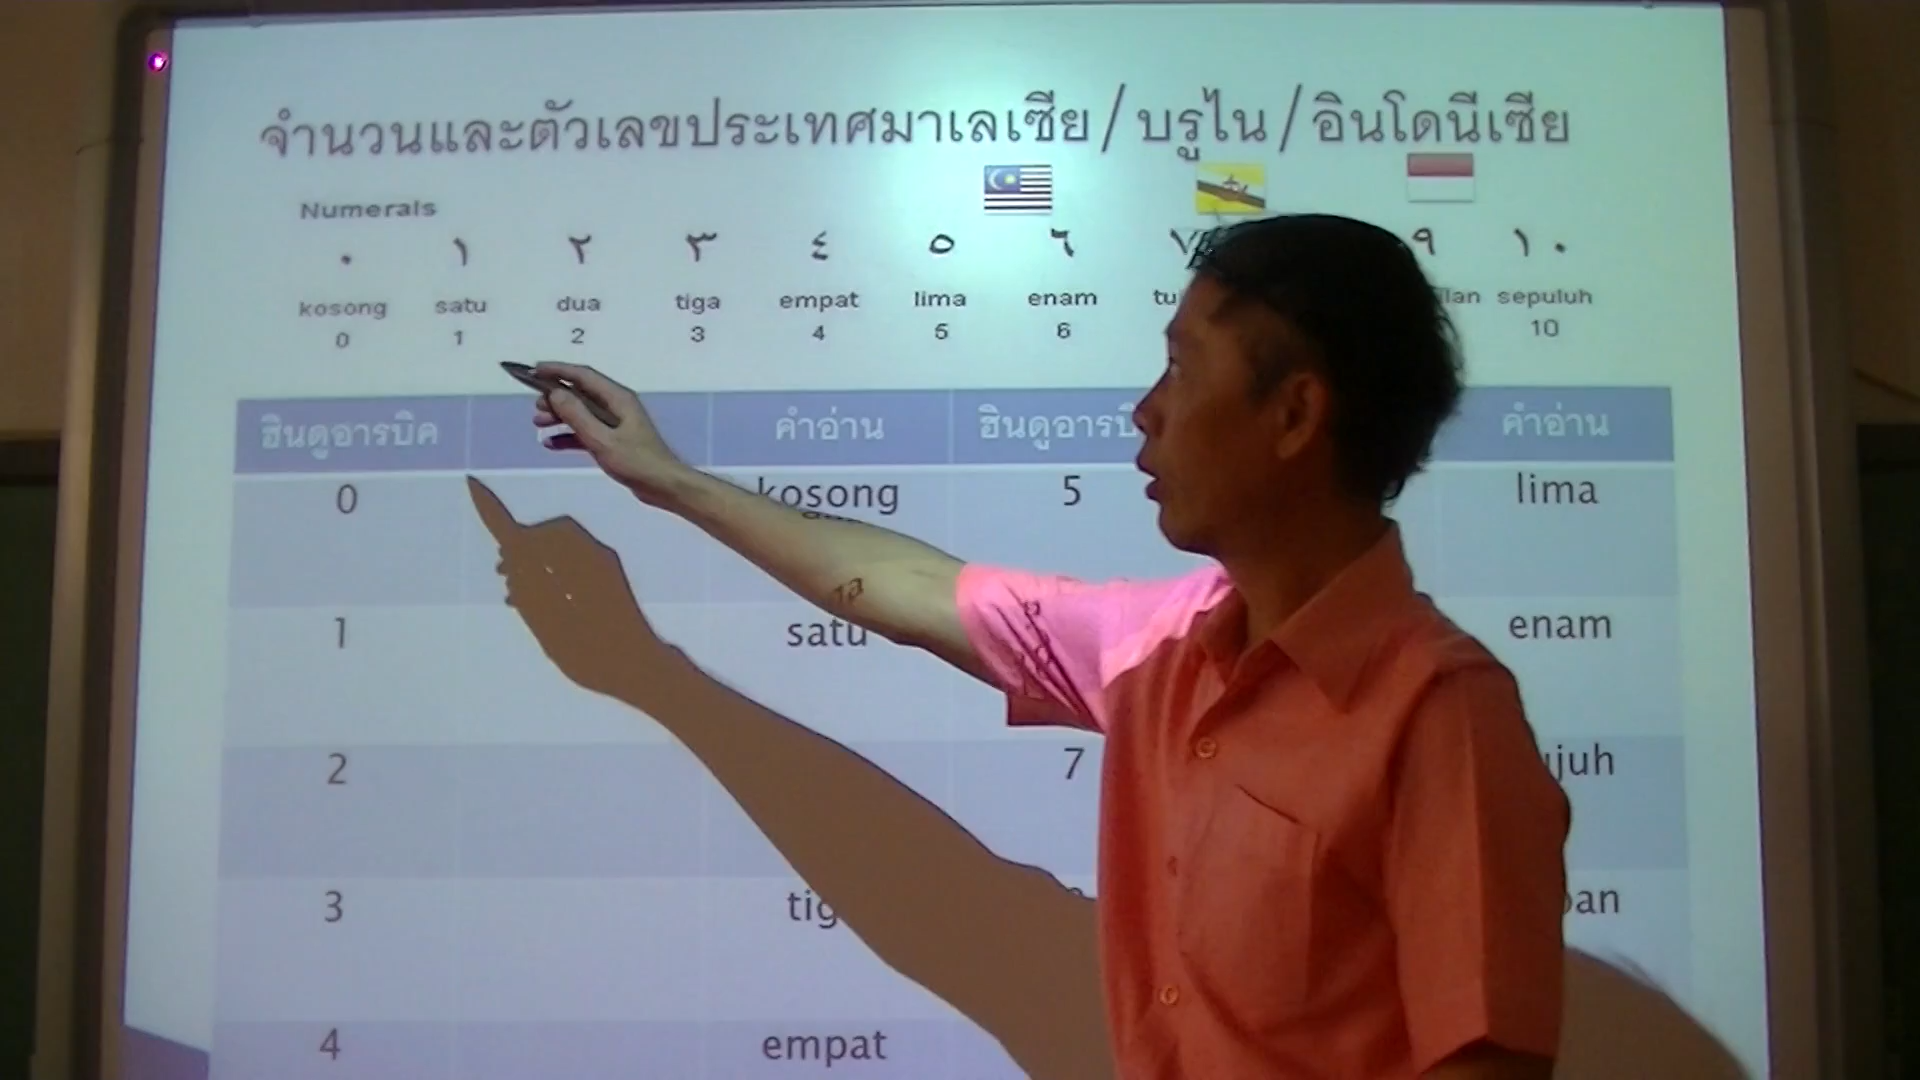 จำนวนและตัวเลขประเทศมาเลเซีย/บรูไน/อินโดนีเซีย
Numerals
٠ ١ ٢ ٣ ٤ ٥ ٦ ٧ ٩ ١٠
kosong satu dua tiga empat lima enam sepuluh
0 1 2 3 4 5 6 10
ฮินดูอารบิค คำอ่าน คำอ่าน
0 kosong 5 lima
1 satu enam
2 7
3
4 empat